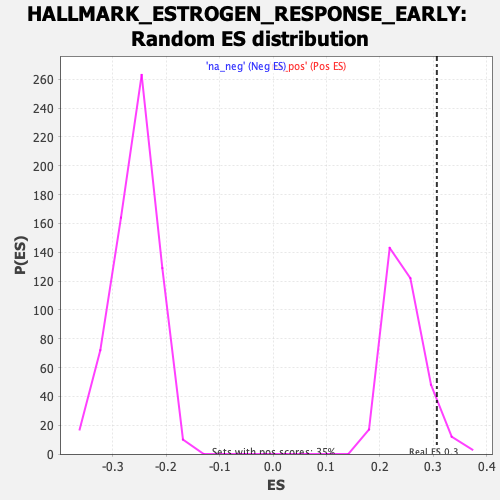 HALLMARK_ESTROGEN_RESPONSE_EARLY:
Random ES distribution
'na_neg' (Neg ES) pos' (Pos ES)
P(ES)
260
240
220
200
180
160
140
120
100
80
60
40
20
0
Sets with pos scores: 35%
Real ES 0.3
-0.3 -0.2 -0.1 0.0 0.1 0.2 0.3 0.4
ES